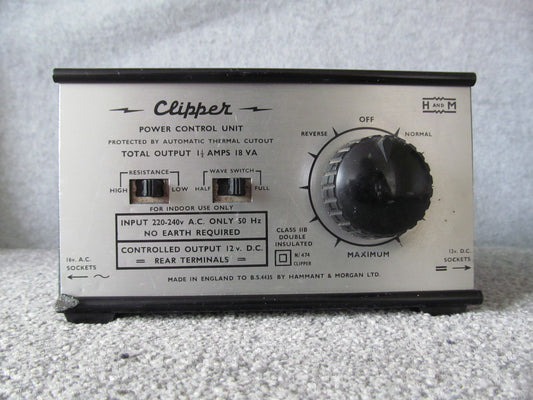 Clipper
H AND M
POWER CONTROL UNIT
PROTECTED BY AUTOMATIC THERMAL CUTOUT
TOTAL OUTPUT 1½ AMPS 18 VA
OFF
REVERSE
NORMAL
RESISTANCE
HIGH LOW
WAVE SWITCH
HALF FULL
FOR INDOOR USE ONLY
INPUT 220-240v A.C. ONLY 50 Hz
NO EARTH REQUIRED
CONTROLLED OUTPUT 12 v. D.C.
REAR TERMINALS
CLASS IIB
DOUBLE
INSULATED
CLIPPER
MAXIMUM
16v. A.C.
SOCKETS
12v. D.C.
SOCKETS
MADE IN ENGLAND TO B.S.4435 BY HAMMANT & MORGAN LTD.